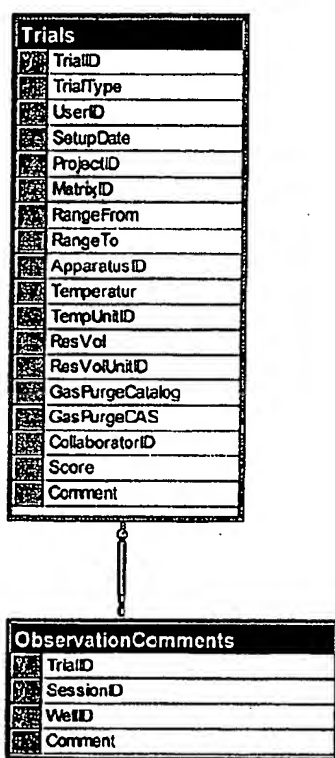 Trials
TrialID
TrialType
UserID
SetupDate
ProjectID
MatrixID
RangeFrom
RangeTo
ApparatusID
Temperatur
TempUnitID
ResVol
ResVolUnitID
GasPurgeCatalog
GasPurgeCAS
CollaboratorID
Score
Comment
ObservationComments
TrialID
SessionID
WellID
Comment